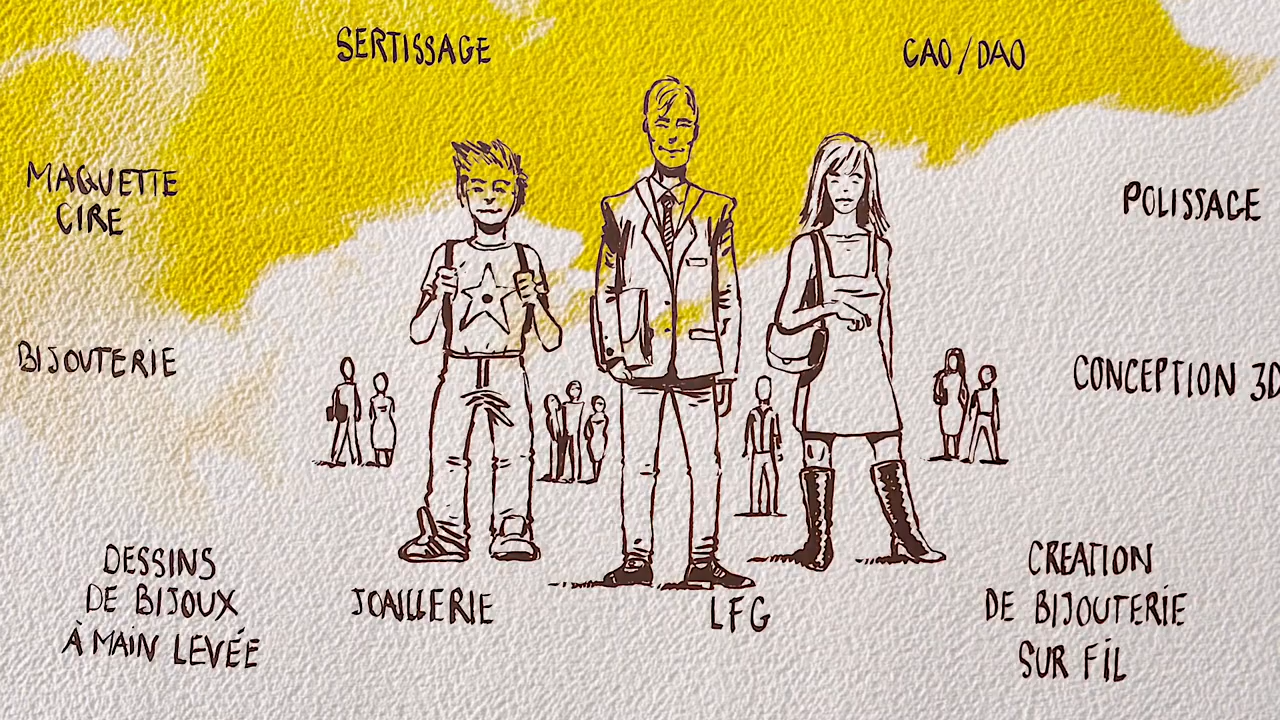 SERTISSAGE
CAO/DAO
MAQUETTE
CIRE
POLISSAGE
BIJOUTERIE
CONCEPTION 3D
DESSINS
DE BIJOUX
À MAIN LEVÉE
JOAILLERIE
LFG
CREATION
DE BIJOUTERIE
SUR FIL